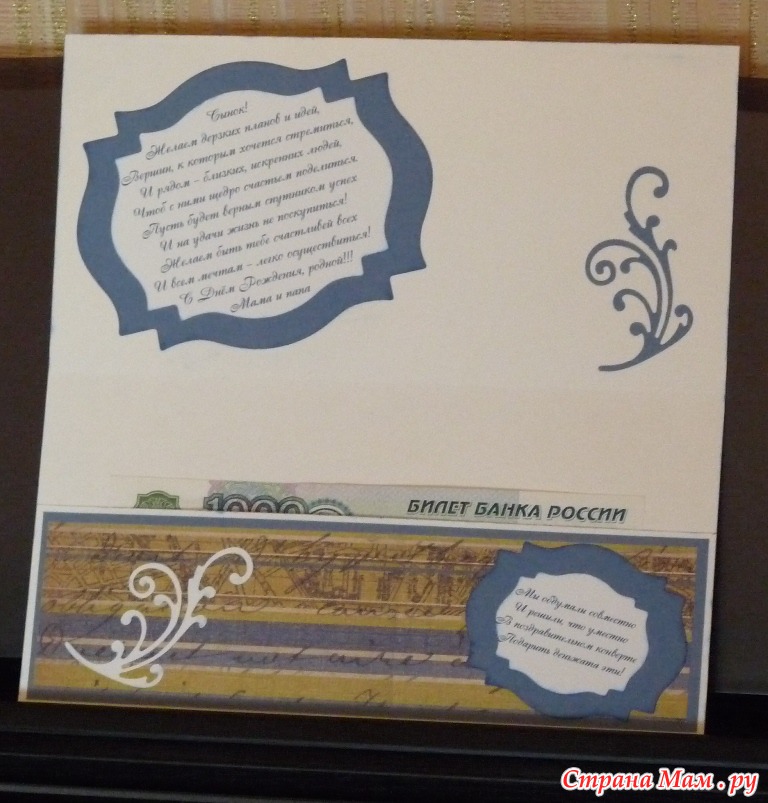 Сынок!
Желаем дерзких планов и идей,
Вершин, к которым хочется стремиться,
И рядом – близких, искренних людей,
Чтоб с ними щедро счастьем поделиться.
Пусть будет верным спутником успех
И на удачи жизнь не поскупиться!
Желаем быть тебе счастливей всех
И всем мечтам – легко осуществиться!
С Днём Рождения, родной!!!
Мама и папа
1000
БИЛЕТ БАНКА РОССИИ
Мы обдумали совместно
И решили, что уместно
В поздравительном конверте
Подарить деньжата эти!
Страна Мам.ру